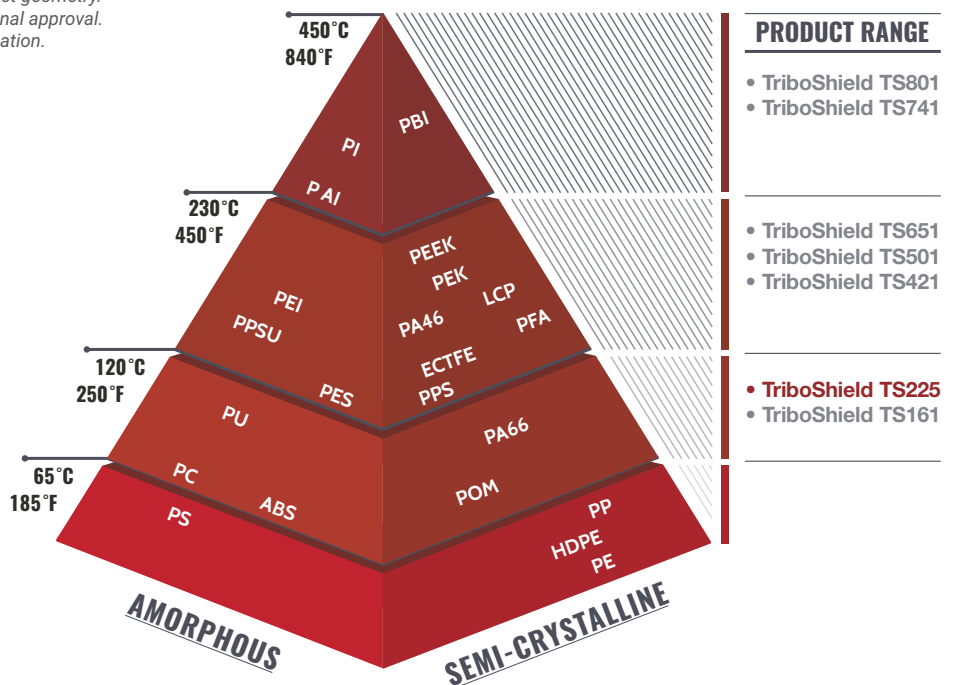 nal approval.
ation.
450°C
840°F
PRODUCT RANGE
• TriboShield TS801
• TriboShield TS741
PBI
PI
P AI
230°C
450°F
• TriboShield TS651
• TriboShield TS501
• TriboShield TS421
PEEK
PEK
LCP
PEI
PA46
PFA
PPSU
ECTFE
PPS
PES
120°C
250°F
• TriboShield TS225
• TriboShield TS161
PU
PA66
PC
POM
ABS
65°C
185°F
PS
PP
HDPE
PE
AMORPHOUS
SEMI-CRYSTALLINE